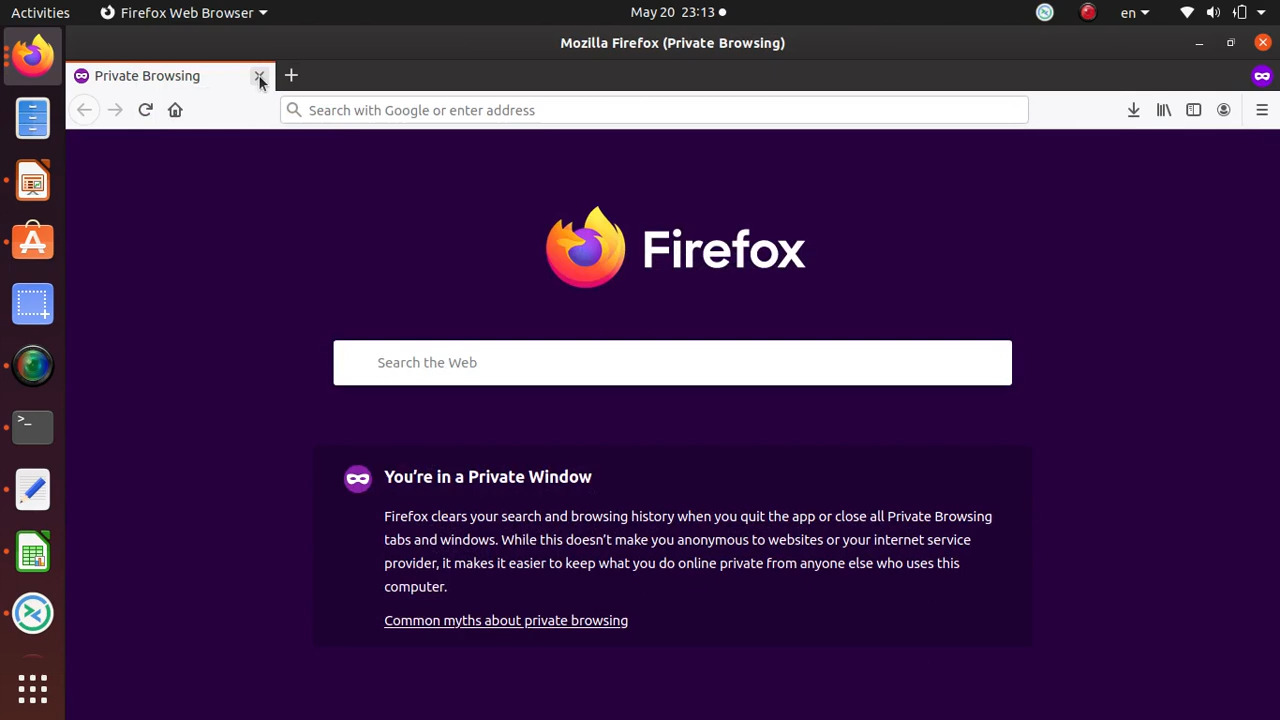 Activities
Firefox Web Browser
May 20 23:13
en
Mozilla Firefox (Private Browsing)
Private Browsing
Search with Google or enter address
Firefox
Search the Web
You're in a Private Window
Firefox clears your search and browsing history when you quit the app or close all Private Browsing
tabs and windows. While this doesn't make you anonymous to websites or your internet service
provider, it makes it easier to keep what you do online private from anyone else who uses this
computer.
Common myths about private browsing